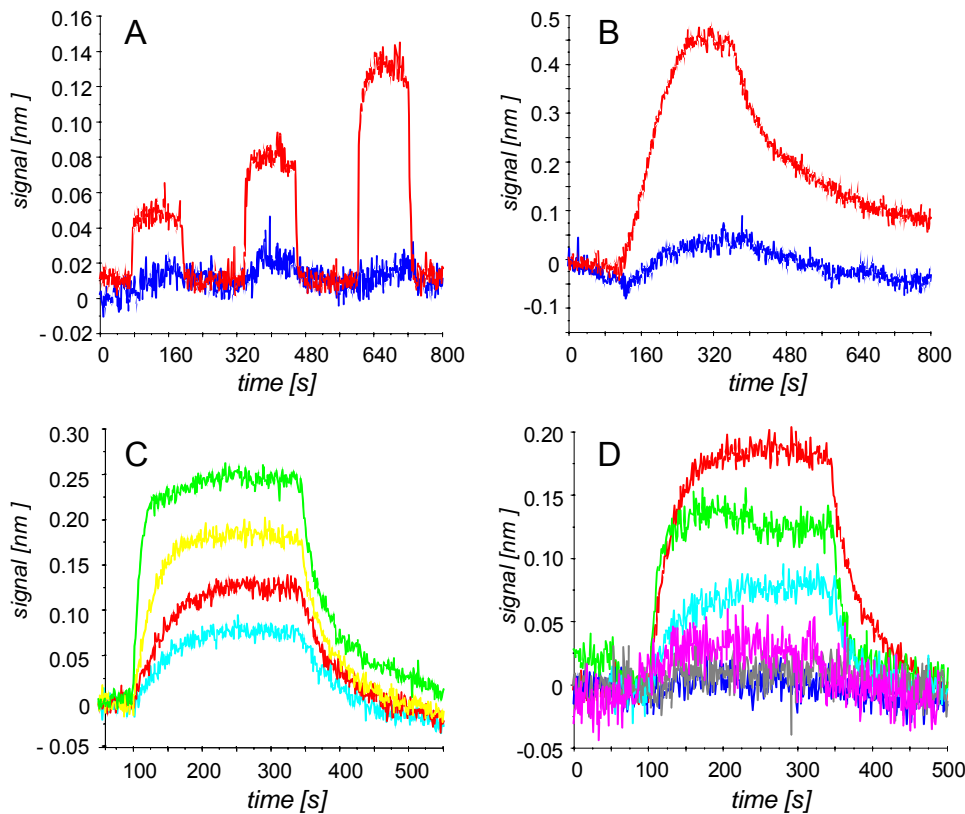 A
signal [nm ]
0.16
0.14
0.12
0.10
0.08
0.06
0.04
0.02
0
- 0.02
0 160 320 480 640 800
time [s]
B
signal [nm ]
0.5
0.4
0.3
0.2
0.1
0
-0.1
0 160 320 480 640 800
time [s]
C
signal [nm ]
0.30
0.25
0.20
0.15
0.10
0.05
0
- 0.05
100 200 300 400 500
time [s]
D
signal [nm ]
0.20
0.15
0.10
0.05
0
-0.05
0 100 200 300 400 500
time [s]